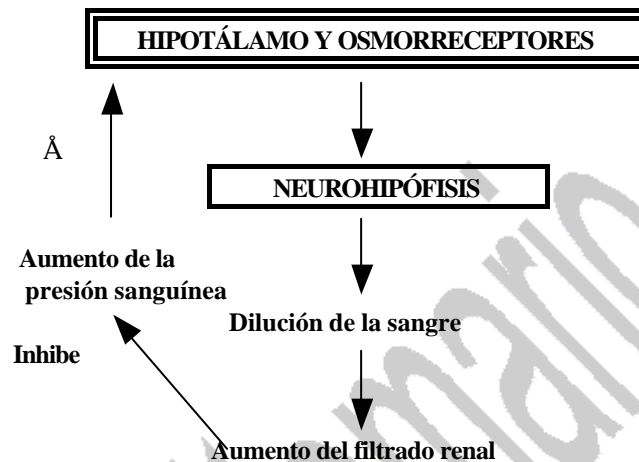 HIPOTÁLAMO Y OSMORRECEPTORES
Å
NEUROHIPÓFISIS
Aumento de la
presión sanguínea
Dilución de la sangre
Inhibe
Aumento del filtrado renal